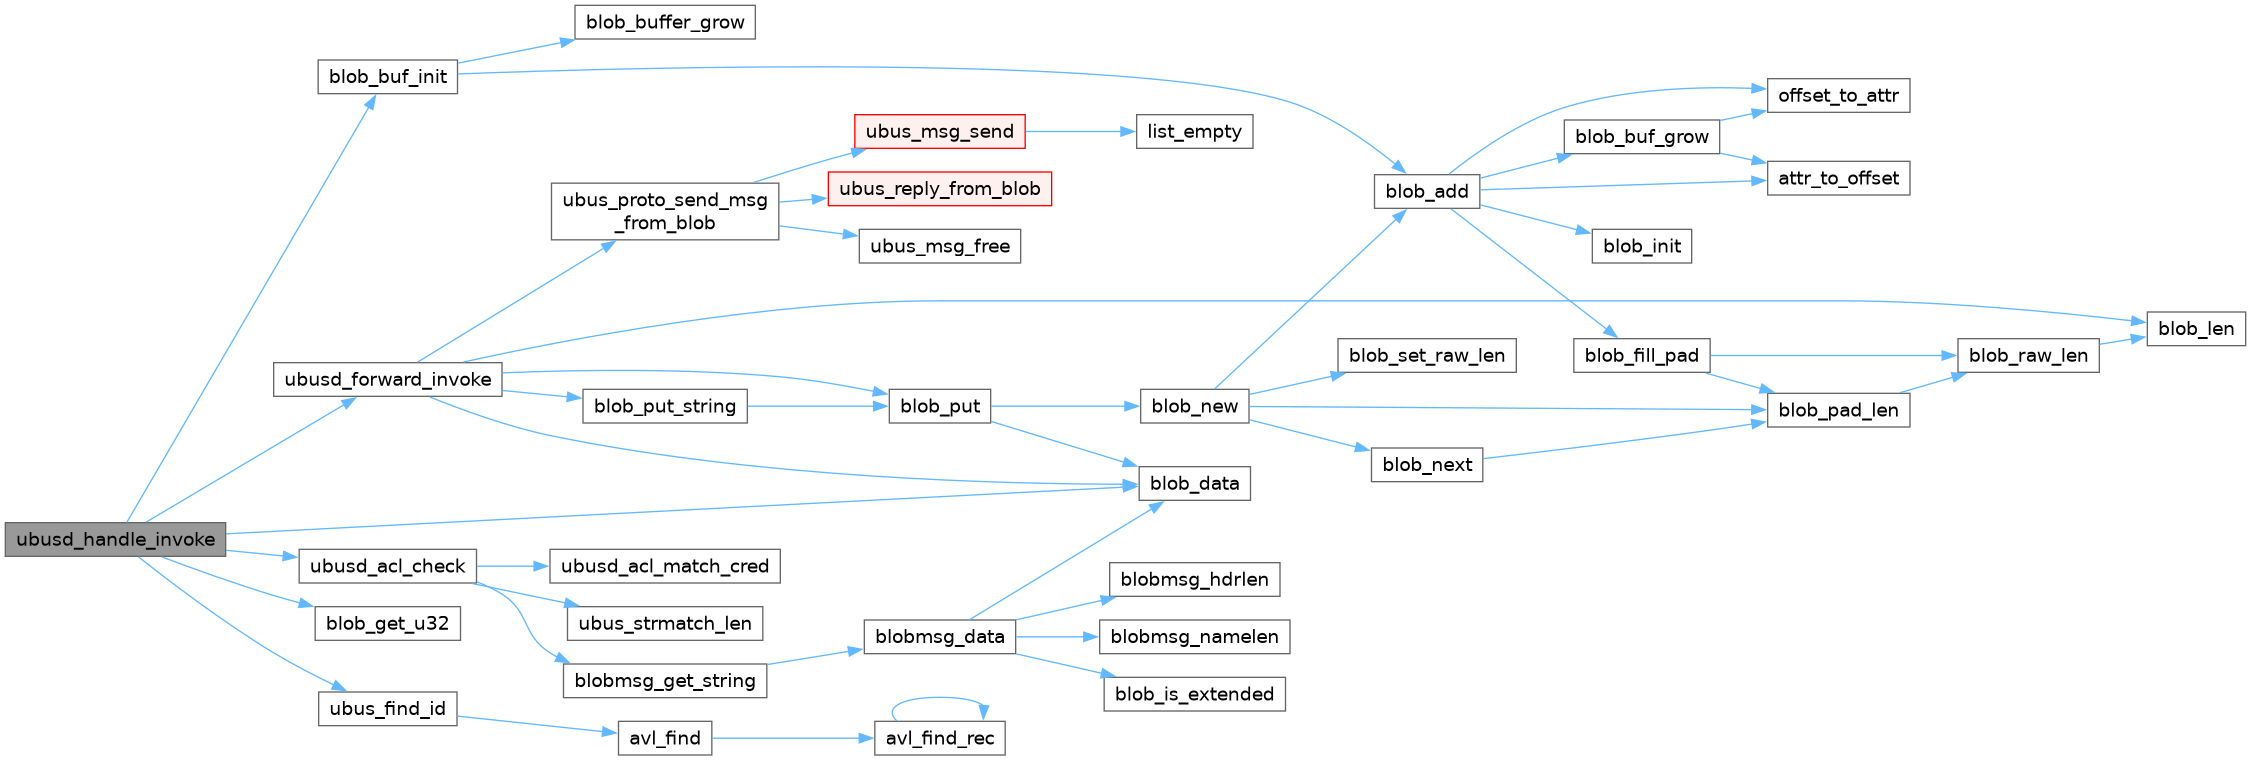 blob_buffer_grow
blob_buf_init
offset_to_attr
ubus_msg_send
list_empty
blob_buf_grow
attr_to_offset
ubus_proto_send_msg
_from_blob
ubus_reply_from_blob
blob_add
ubus_msg_free
blob_init
blob_len
blob_set_raw_len
blob_fill_pad
blob_raw_len
ubusd_forward_invoke
blob_put_string
blob_put
blob_new
blob_pad_len
blob_next
blob_data
ubusd_handle_invoke
ubusd_acl_check
ubusd_acl_match_cred
blobmsg_hdrlen
blob_get_u32
ubus_strmatch_len
blobmsg_data
blobmsg_namelen
blobmsg_get_string
blob_is_extended
ubus_find_id
avl_find
avl_find_rec